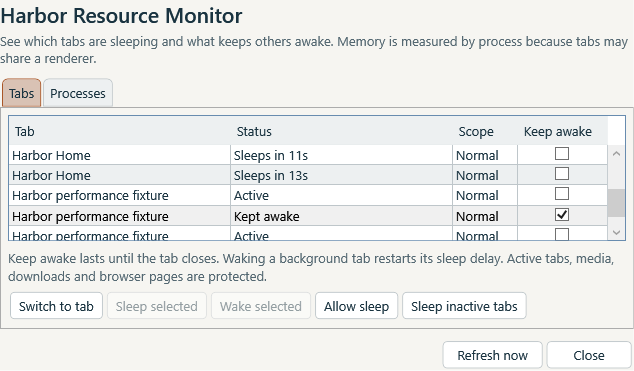 Harbor Resource Monitor
See which tabs are sleeping and what keeps others awake. Memory is measured by process because tabs may
share a renderer.
Tabs Processes
Tab Status Scope Keep awake
Harbor Home Sleeps in 11s Normal
Harbor Home Sleeps in 13s Normal
Harbor performance fixture Active Normal
Harbor performance fixture Kept awake Normal
Harbor performance fixture Active Normal
Keep awake lasts until the tab closes. Waking a background tab restarts its sleep delay. Active tabs, media,
downloads and browser pages are protected.
Switch to tab Sleep selected Wake selected Allow sleep Sleep inactive tabs
Refresh now Close